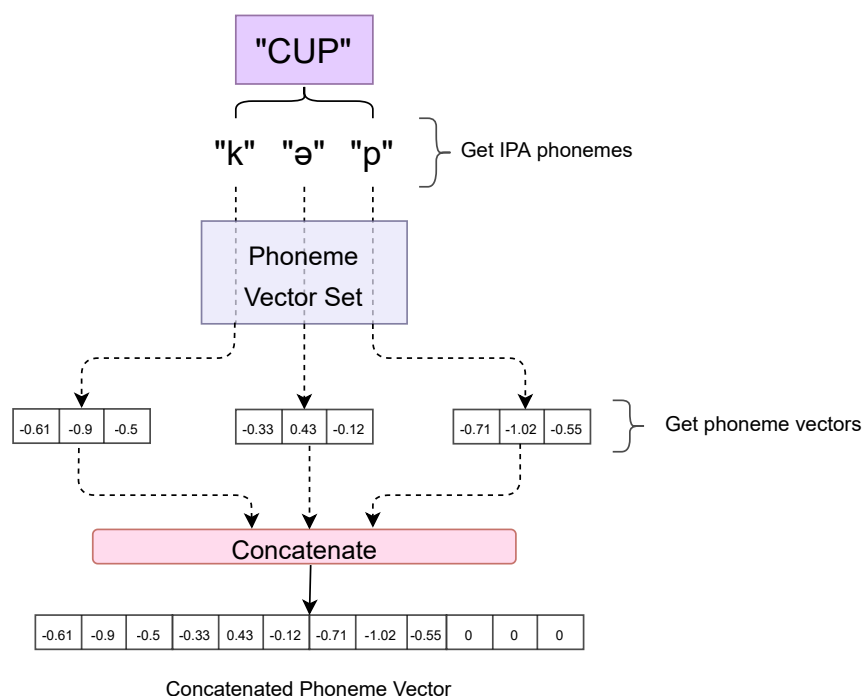 "CUP"
"k" "ə" "p"
Get IPA phonemes
Phoneme
Vector Set
-0.61 -0.9 -0.5
-0.33 0.43 -0.12
-0.71 -1.02 -0.55
Get phoneme vectors
Concatenate
-0.61 -0.9 -0.5 -0.33 0.43 -0.12 -0.71 -1.02 -0.55 0 0 0
Concatenated Phoneme Vector